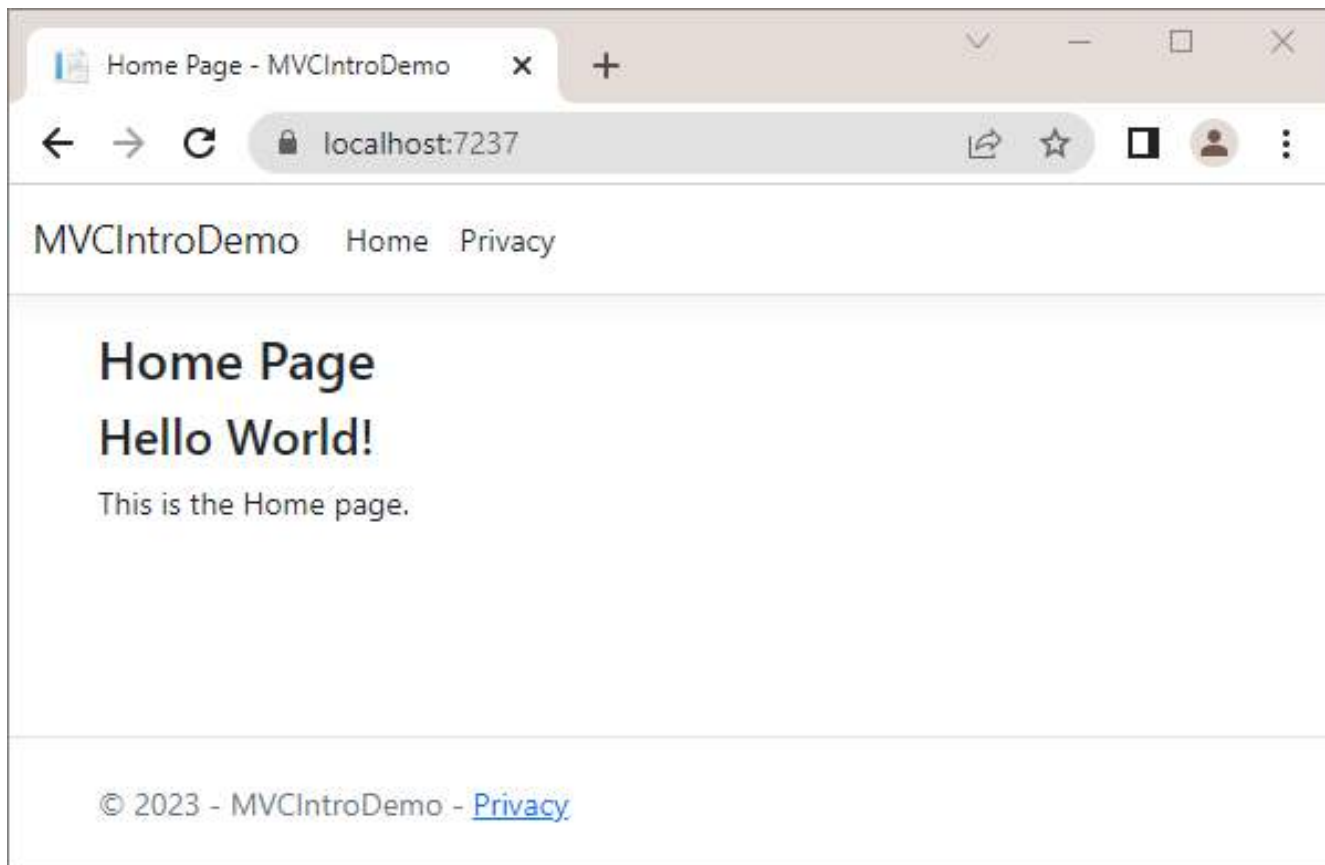 Home Page - MVCIntroDemo
localhost:7237
MVCIntroDemo Home Privacy
Home Page
Hello World!
This is the Home page.
© 2023 - MVCIntroDemo - Privacy